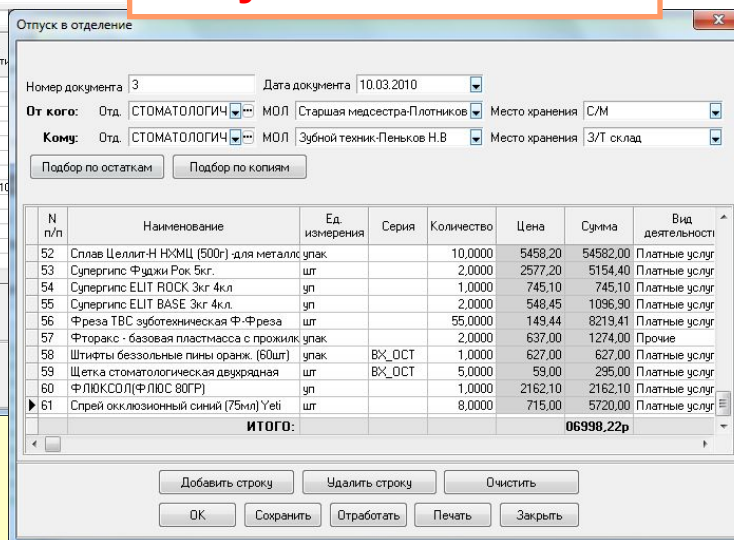 Отпуск в отделение
Номер документа 3 Дата документа 10.03.2010
От кого: Отд. СТОМАТОЛОГИЧ МОЛ Старшая медсестра-Плотников Место хранения С/М
Кому: Отд. СТОМАТОЛОГИЧ МОЛ Зубной техник-Пеньков Н.В Место хранения З/Т склад
Подбор по остаткам Подбор по копиям
N п/п Наименование Ед. измерения Серия Количество Цена Сумма Вид деятельности
52 Сплав Целлит-Н НХМЦ (500г) -для металло упак 10,0000 5458,20 54582,00 Платные услуг
53 Супергипс Фуджи Рок 5кг. шт 2,0000 2577,20 5154,40 Платные услуг
54 Супергипс ELIT ROCK 3кг 4кл уп 1,0000 745,10 745,10 Платные услуг
55 Супергипс ELIT BASE 3кг 4кл. уп 2,0000 548,45 1096,90 Платные услуг
56 Фреза ТВС зуботехническая Ф-Фреза шт 55,0000 149,44 8219,41 Платные услуг
57 Фторакс - базовая пластмасса с прожилк упак 2,0000 637,00 1274,00 Прочие
58 Штифты беззольные пины оранж. (60шт) упак ВХ_ОСТ 1,0000 627,00 627,00 Платные услуг
59 Щетка стоматологическая двухрядная шт ВХ_ОСТ 5,0000 59,00 295,00 Платные услуг
60 ФЛЮКСОЛ(ФЛЮС 80ГР) уп 1,0000 2162,10 2162,10 Платные услуг
61 Спрей окклюзионный синий (75мл) Yeti шт 8,0000 715,00 5720,00 Платные услуг
ИТОГО: 06998,22р
Добавить строку Удалить строку Очистить
OK Сохранить Отработать Печать Закрыть